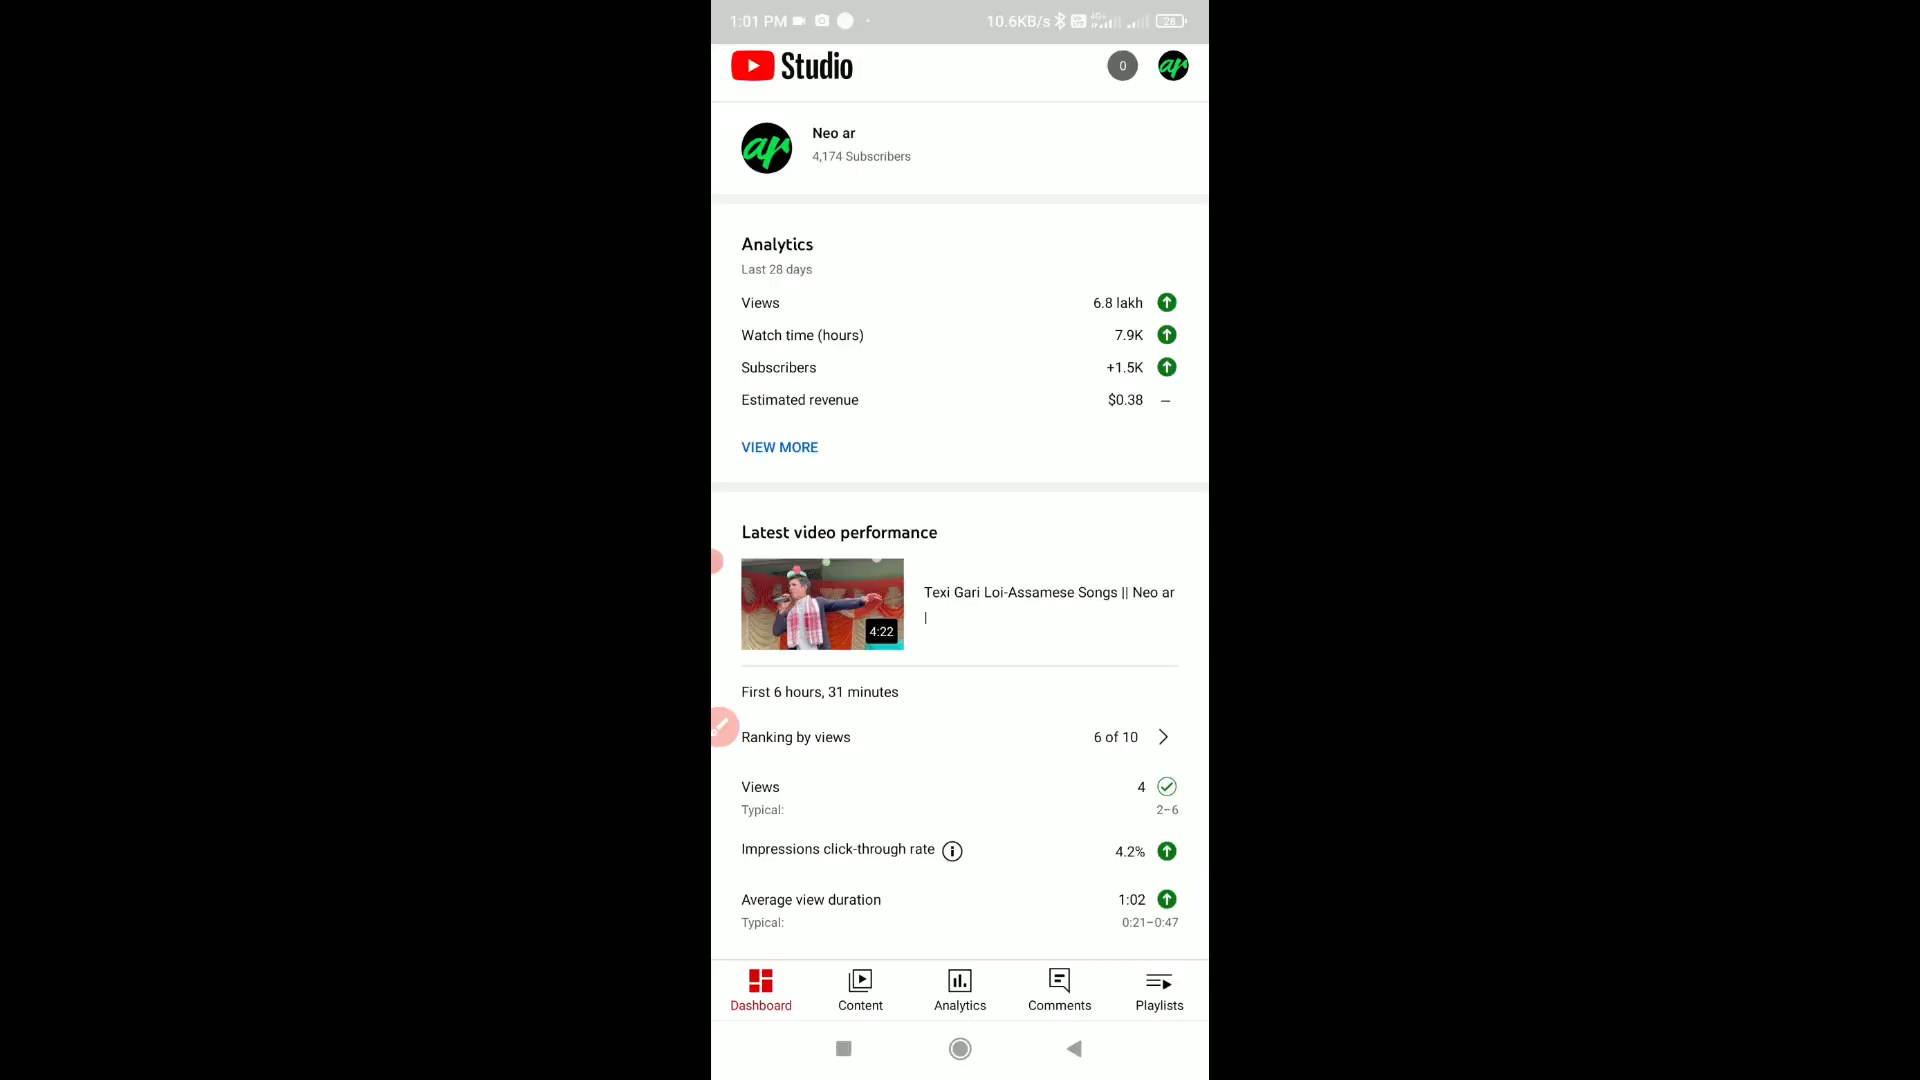 1:01 PM 10.6KB/s 4G+ 28
Studio 0 ar
ar Neo ar
4,174 Subscribers
Analytics
Last 28 days
Views 6.8 lakh
Watch time (hours) 7.9K
Subscribers +1.5K
Estimated revenue $0.38 –
VIEW MORE
Latest video performance
4:22
Texi Gari Loi-Assamese Songs || Neo ar
|
First 6 hours, 31 minutes
Ranking by views 6 of 10
Views 4
Typical: 2–6
Impressions click-through rate 4.2%
Average view duration 1:02
Typical: 0:21–0:47
Dashboard Content Analytics Comments Playlists